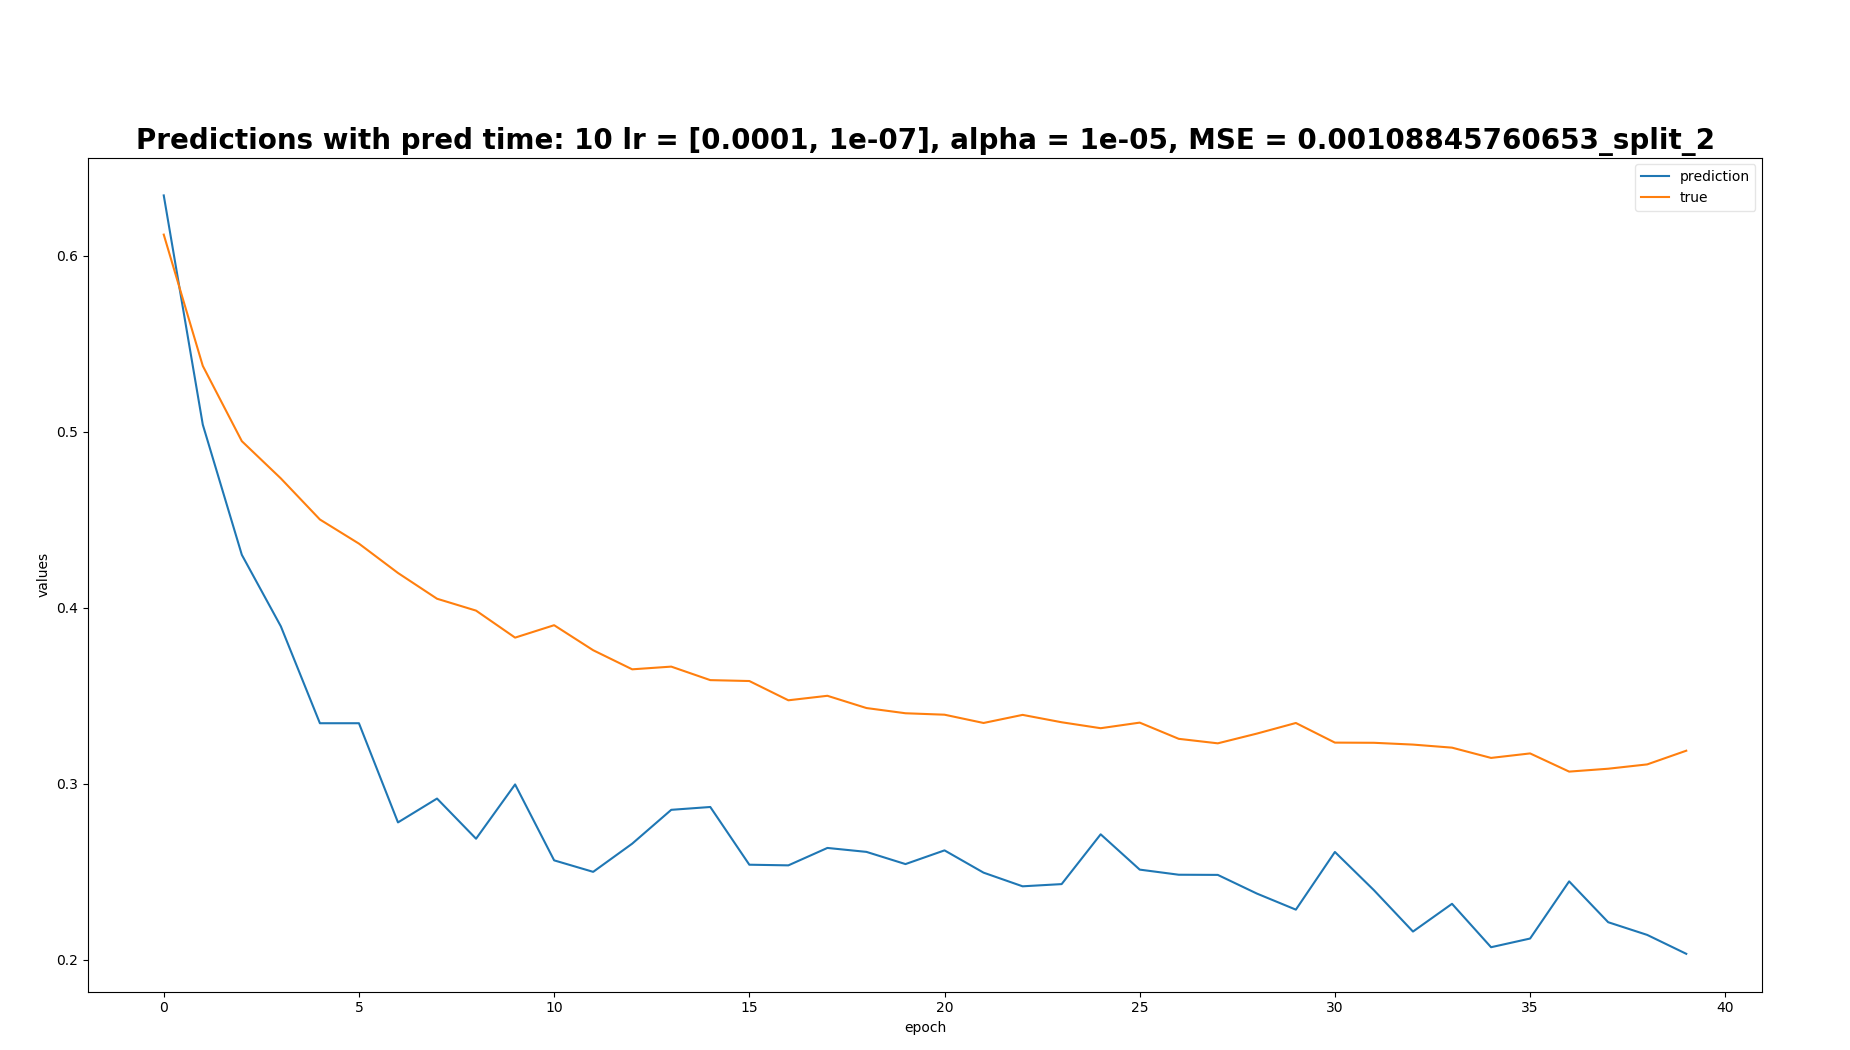 Predictions with pred time: 10 lr = [0.0001, 1e-07], alpha = 1e-05, MSE = 0.00108845760653_split_2
prediction
true
values
0.6
0.5
0.4
0.3
0.2
0 5 10 15 20 25 30 35 40
epoch